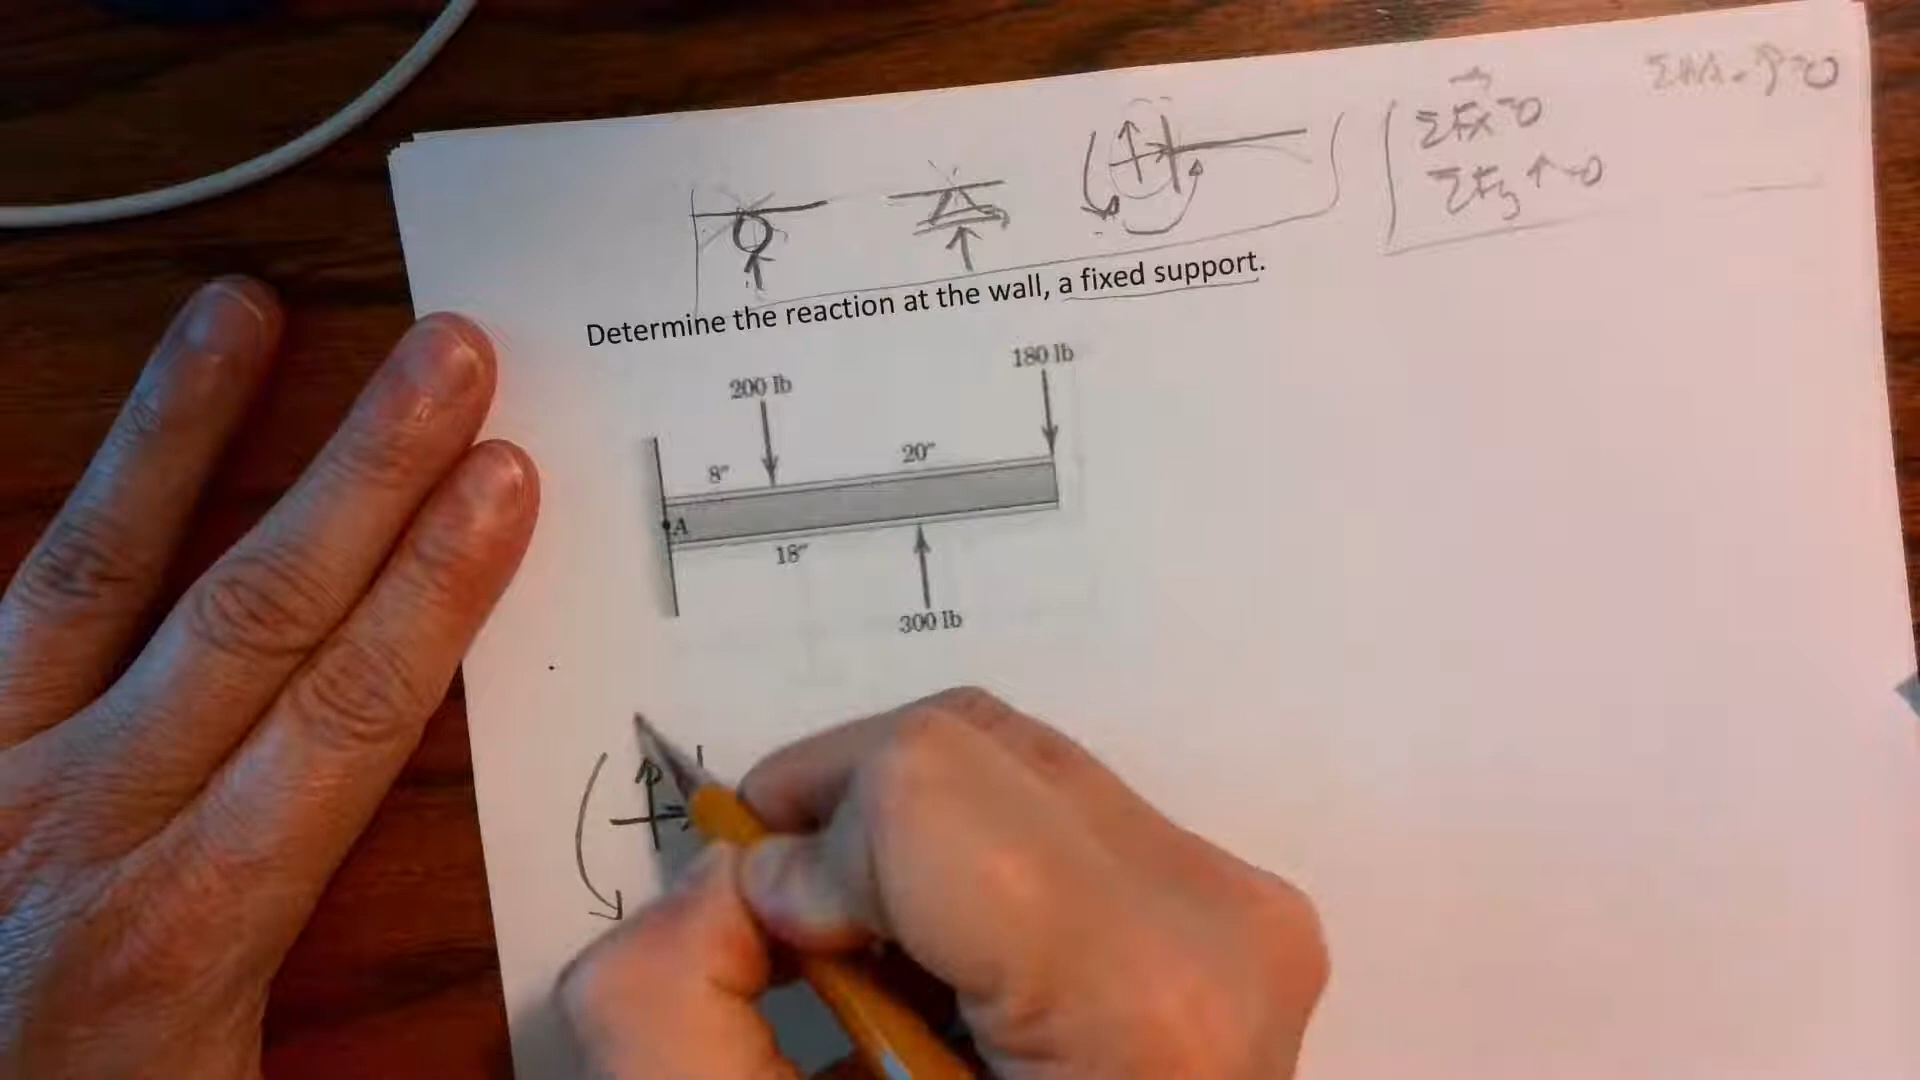 ΣFx = 0
ΣFy ↑ = 0
Determine the reaction at the wall, a fixed support.
180 lb
200 lb
20"
8"
A
18"
300 lb